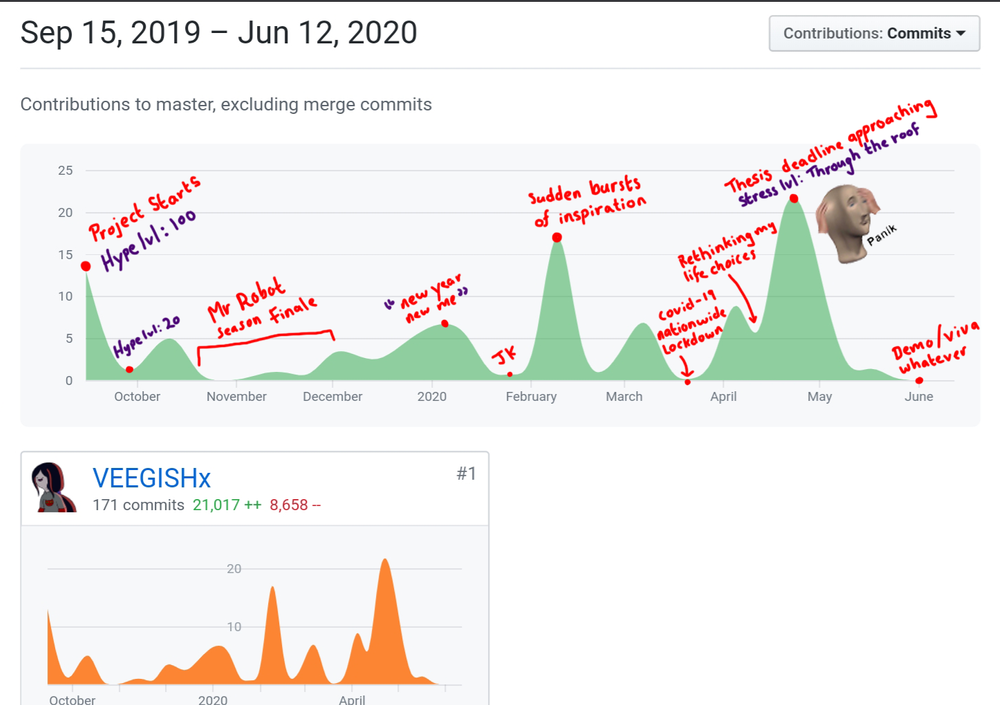 Sep 15, 2019 – Jun 12, 2020
Contributions: Commits
Contributions to master, excluding merge commits
25
20
15
10
5
0
Project Starts
Hype lvl: 100
Hype lvl: 20
Mr Robot
Season Finale
"new year
new me"
JK
Sudden bursts
of inspiration
covid-19
nationwide
Lockdown
Rethinking my
life choices
Thesis deadline approaching
Stress lvl: Through the roof
Panik
Demo/Viva
whatever
October
November
December
2020
February
March
April
May
June
VEEGISHx
#1
171 commits 21,017 ++ 8,658 --
20
10
October
2020
April